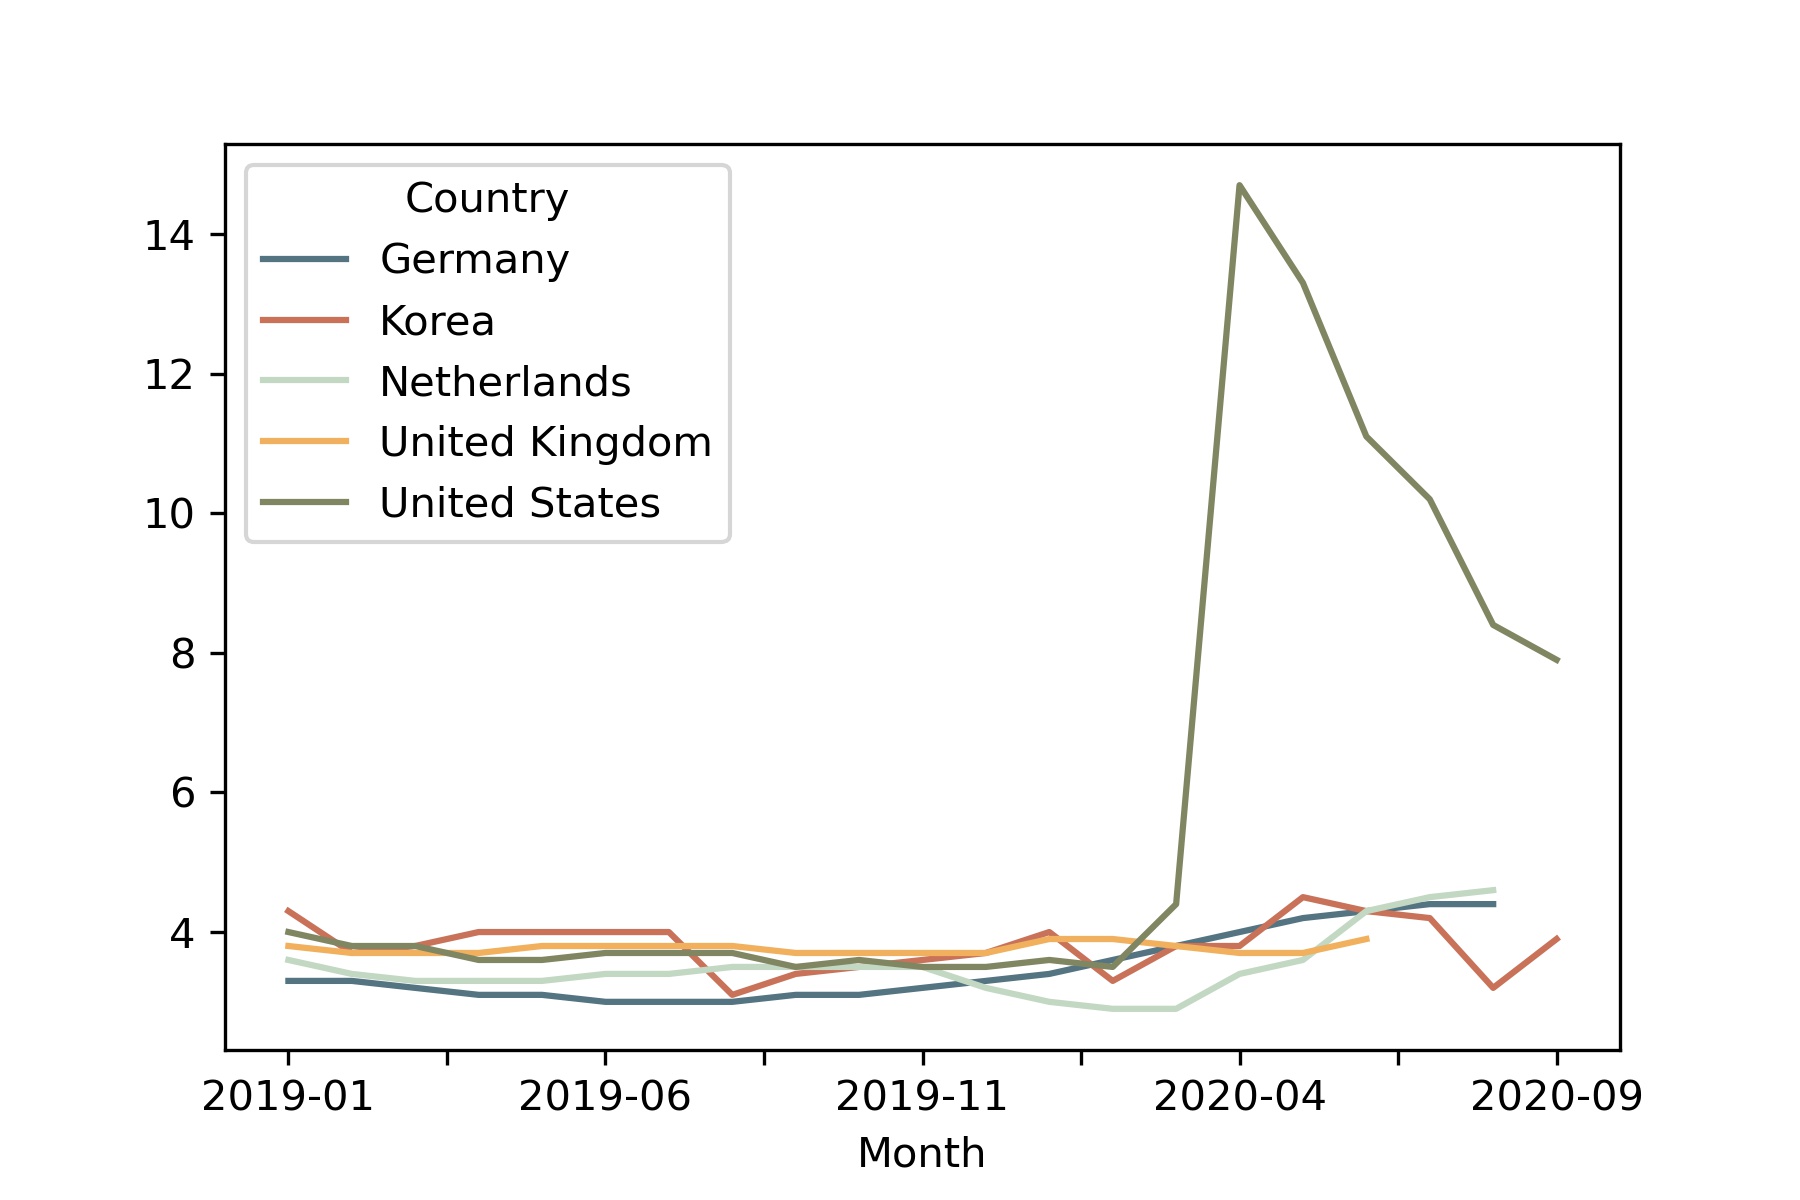 Country
Germany
Korea
Netherlands
United Kingdom
United States
14
12
10
8
6
4
2019-01 2019-06 2019-11 2020-04 2020-09
Month